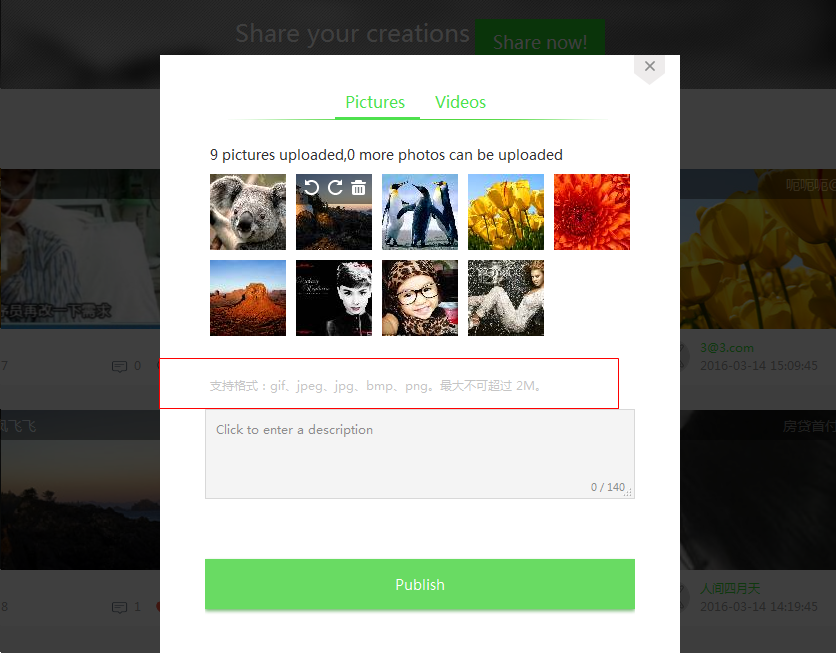 Share your creations
Share now!
Pictures
Videos
9 pictures uploaded,0 more photos can be uploaded
支持格式：gif、jpeg、jpg、bmp、png。最大不可超过 2M。
Click to enter a description
0 / 140
Publish
呃呃呃@
员再改一下需求
7
0
3@3.com
2016-03-14 15:09:45
风飞飞
房贷首付
8
1
人间四月天
2016-03-14 14:19:45